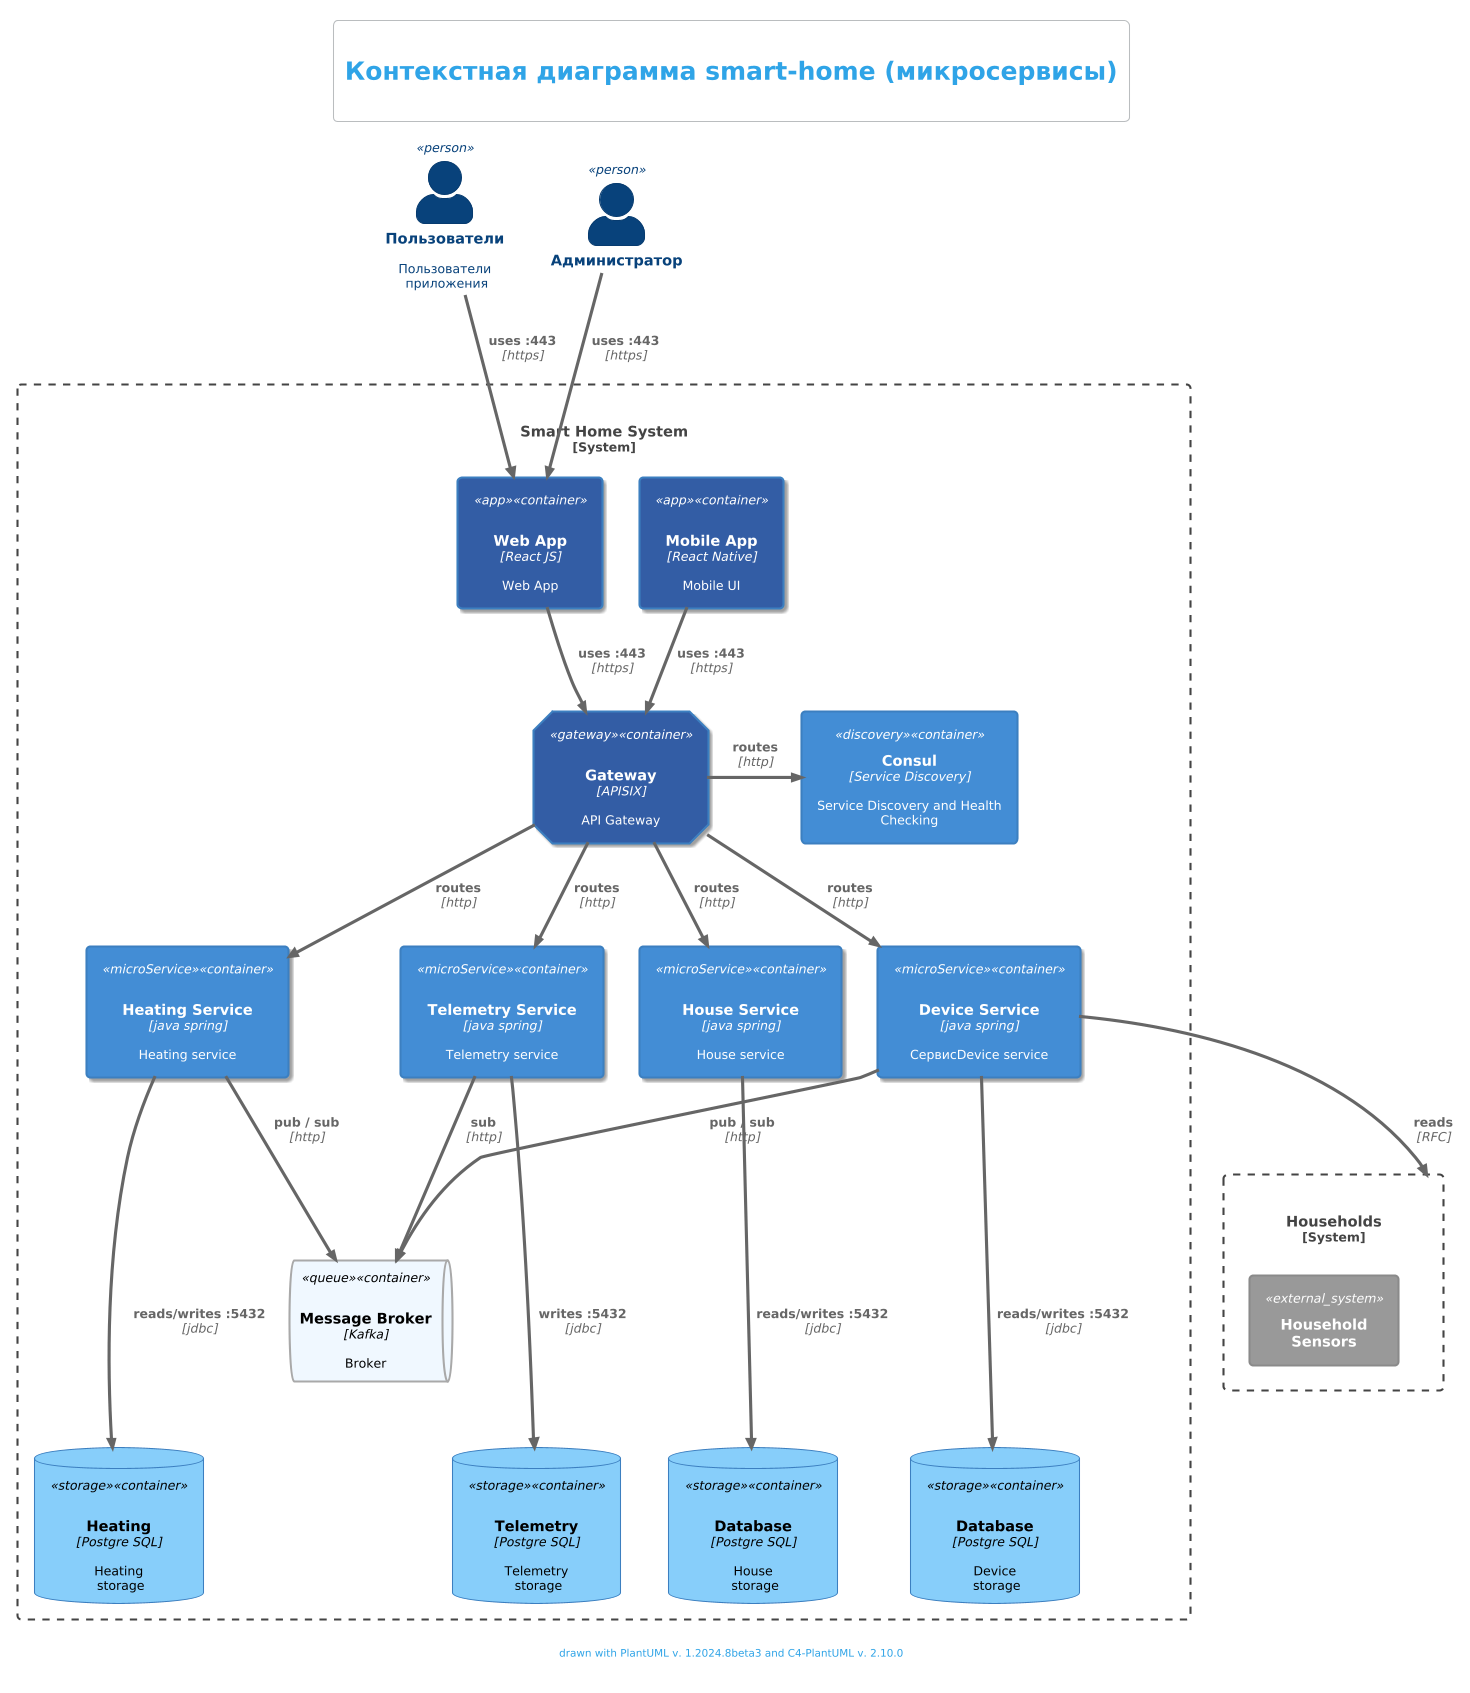 Контекстная диаграмма smart-home (микросервисы)
«person»
Пользователи
Пользователи
приложения
«person»
Администратор
uses :443
[https]
uses :443
[https]
Smart Home System
[System]
«app»«container»
Web App
[React JS]
Web App
«app»«container»
Mobile App
[React Native]
Mobile UI
uses :443
[https]
uses :443
[https]
«gateway»«container»
Gateway
[APISIX]
API Gateway
routes
[http]
«discovery»«container»
Consul
[Service Discovery]
Service Discovery and Health
Checking
routes
[http]
routes
[http]
routes
[http]
routes
[http]
«microService»«container»
Heating Service
[java spring]
Heating service
«microService»«container»
Telemetry Service
[java spring]
Telemetry service
«microService»«container»
House Service
[java spring]
House service
«microService»«container»
Device Service
[java spring]
СервисDevice service
pub / sub
[http]
sub
[http]
pub / sub
[http]
reads
[RFC]
Households
[System]
«external_system»
Household
Sensors
reads/writes :5432
[jdbc]
«queue»«container»
Message Broker
[Kafka]
Broker
writes :5432
[jdbc]
reads/writes :5432
[jdbc]
reads/writes :5432
[jdbc]
«storage»«container»
Heating
[Postgre SQL]
Heating
storage
«storage»«container»
Telemetry
[Postgre SQL]
Telemetry
storage
«storage»«container»
Database
[Postgre SQL]
House
storage
«storage»«container»
Database
[Postgre SQL]
Device
storage
drawn with PlantUML v. 1.2024.8beta3 and C4-PlantUML v. 2.10.0